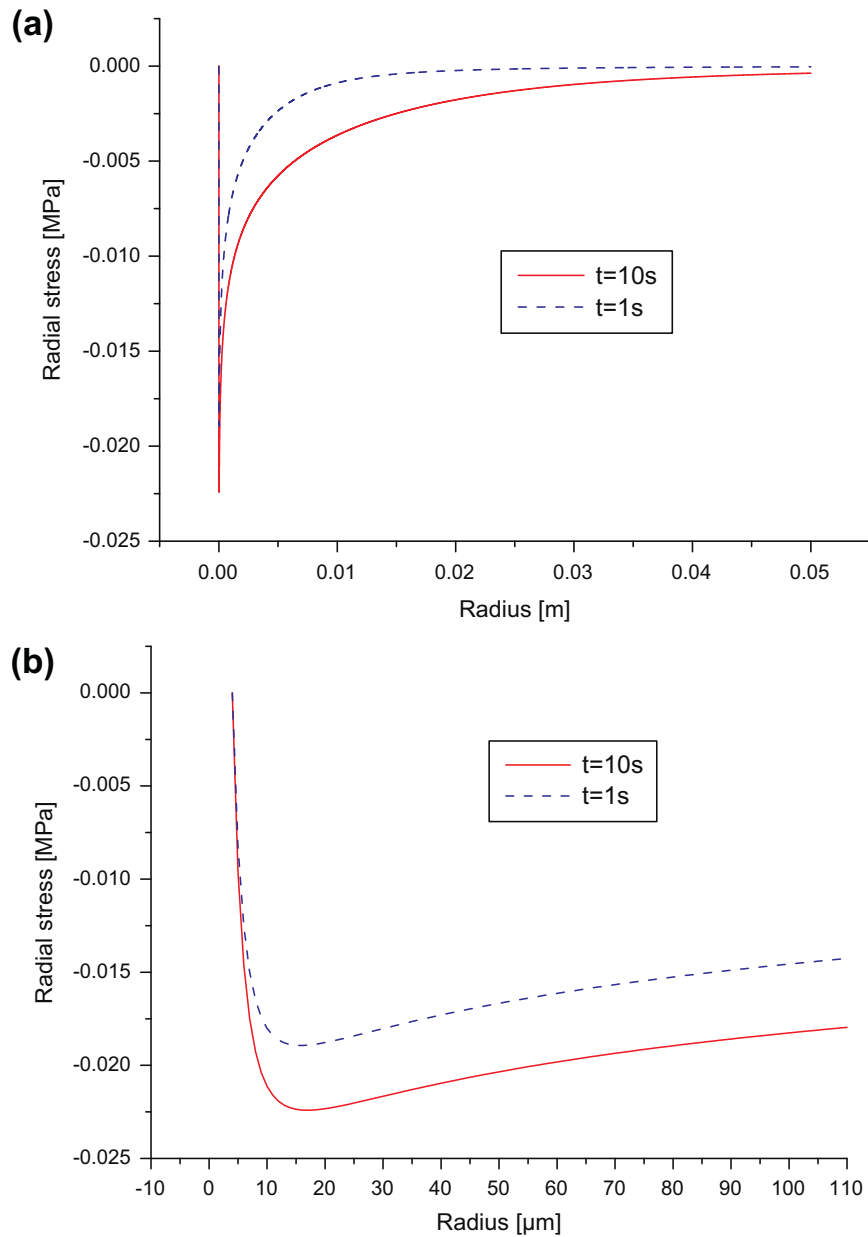 (a)
0.000
-0.005
-0.010
-0.015
-0.020
-0.025
Radial stress [MPa]
t=10s
t=1s
0.00 0.01 0.02 0.03 0.04 0.05
Radius [m]
(b)
0.000
-0.005
-0.010
-0.015
-0.020
-0.025
Radial stress [MPa]
t=10s
t=1s
-10 0 10 20 30 40 50 60 70 80 90 100 110
Radius [µm]